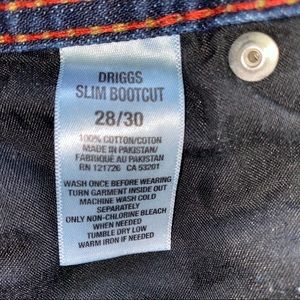 DRIGGS
SLIM BOOTCUT
28/30
100% COTTON/COTON
MADE IN PAKISTAN/
FABRIQUÉ AU PAKISTAN
RN 121726 CA 53201
WASH ONCE BEFORE WEARING
TURN GARMENT INSIDE OUT
MACHINE WASH COLD
SEPARATELY
ONLY NON-CHLORINE BLEACH
WHEN NEEDED
TUMBLE DRY LOW
WARM IRON IF NEEDED